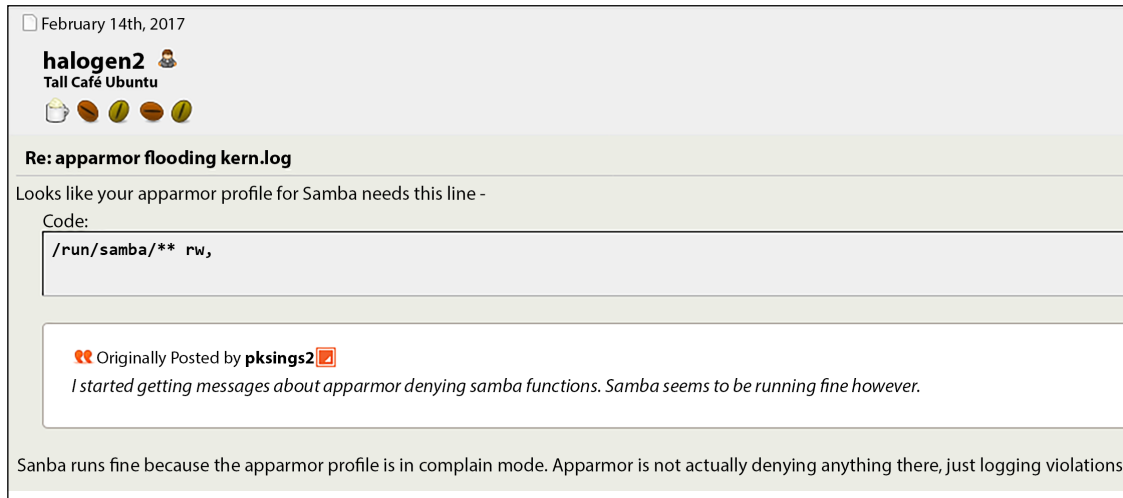 February 14th, 2017
halogen2
Tall Café Ubuntu
Re: apparmor flooding kern.log
Looks like your apparmor profile for Samba needs this line -
Code:
/run/samba/** rw,
Originally Posted by pksings2
I started getting messages about apparmor denying samba functions. Samba seems to be running fine however.
Sanba runs fine because the apparmor profile is in complain mode. Apparmor is not actually denying anything there, just logging violations